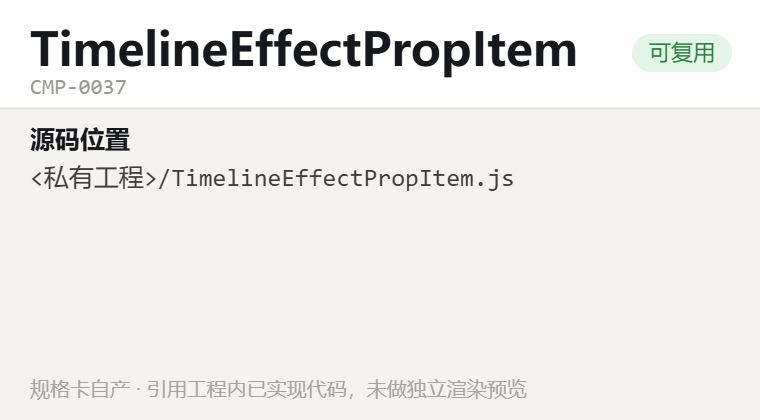 TimelineEffectPropItem
可复用
CMP-0037
源码位置
<私有工程>/TimelineEffectPropItem.js
规格卡自产 · 引用工程内已实现代码，未做独立渲染预览